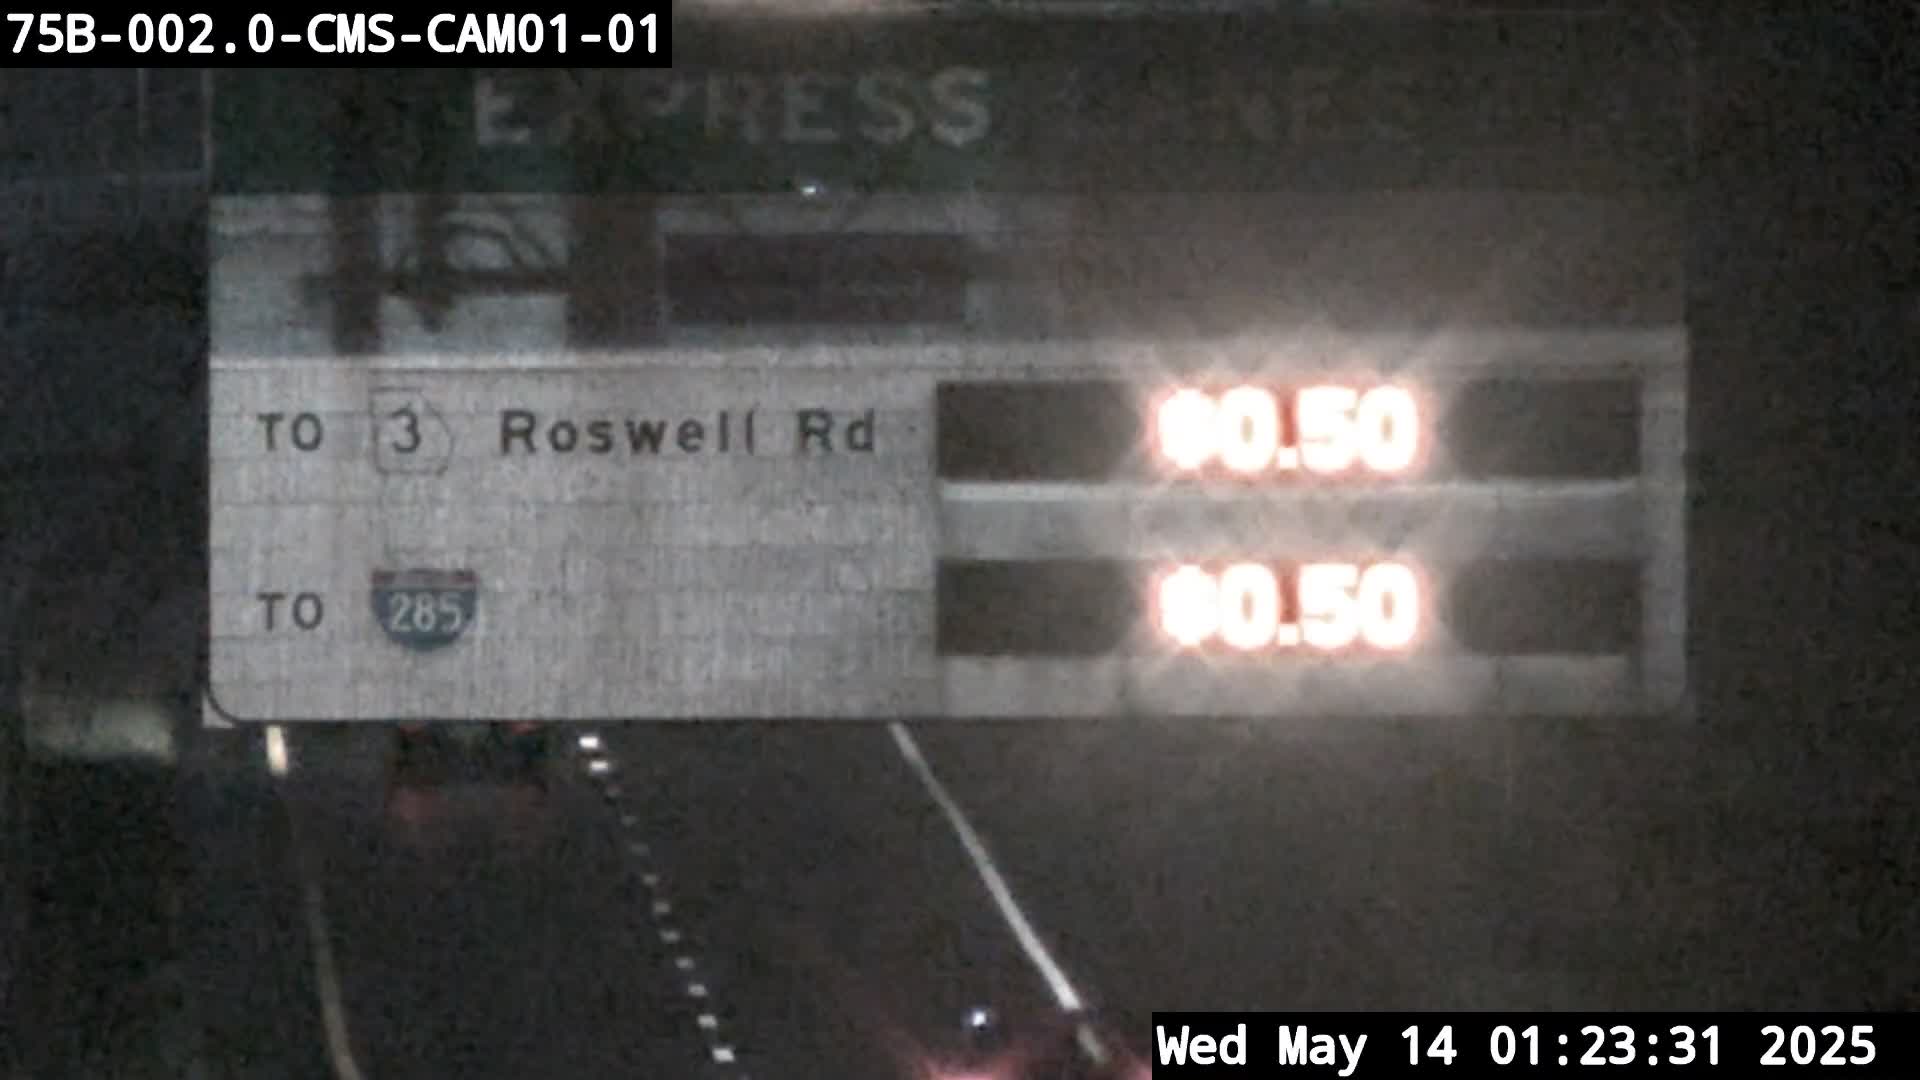 75B-002.0-CMS-CAM01-01
EXPRESS
TO 3 Roswell Rd $0.50
TO 285 $0.50
Wed May 14 01:23:31 2025